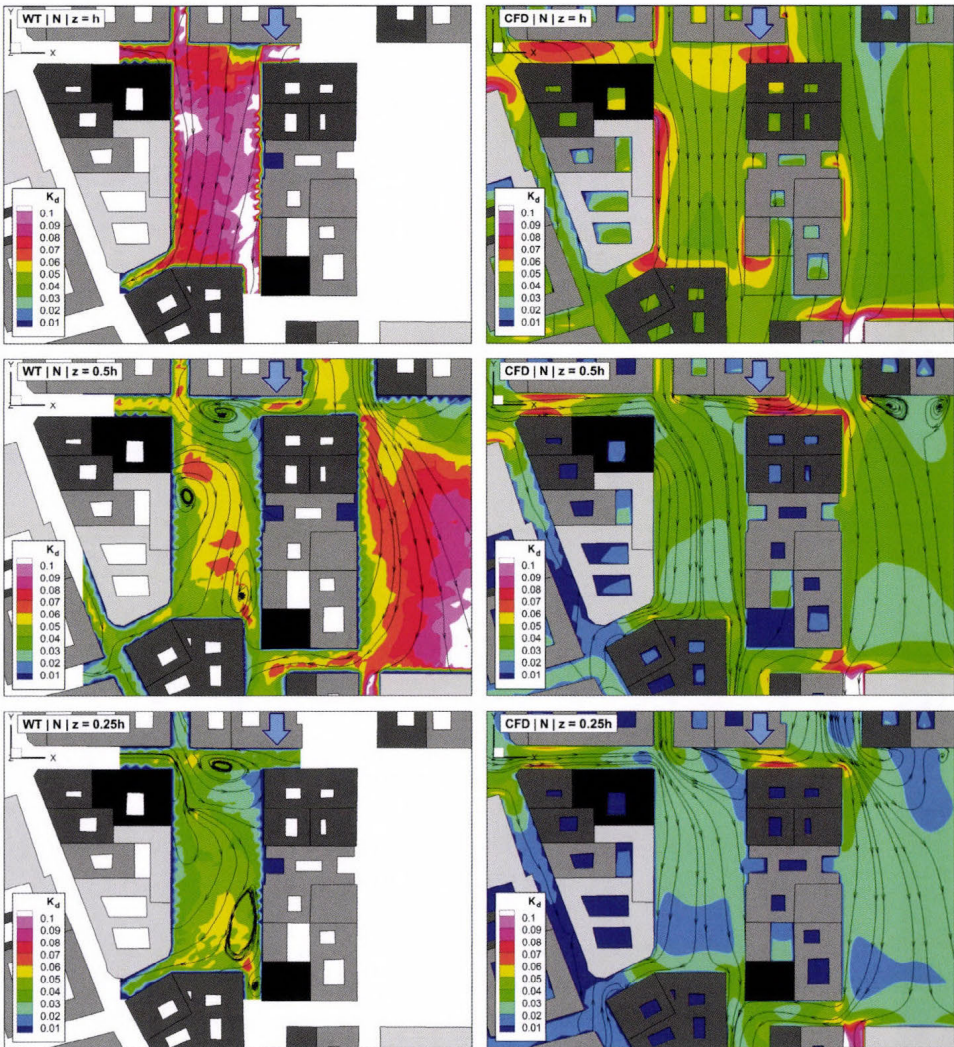 Y
WT | N | z = h
Z
X
K_d
0.1
0.09
0.08
0.07
0.06
0.05
0.04
0.03
0.02
0.01
Y
CFD | N | z = h
X
K_d
0.1
0.09
0.08
0.07
0.06
0.05
0.04
0.03
0.02
0.01
Y
WT | N | z = 0.5h
Z
X
K_d
0.1
0.09
0.08
0.07
0.06
0.05
0.04
0.03
0.02
0.01
Y
CFD | N | z = 0.5h
X
K_d
0.1
0.09
0.08
0.07
0.06
0.05
0.04
0.03
0.02
0.01
Y
WT | N | z = 0.25h
Z
X
K_d
0.1
0.09
0.08
0.07
0.06
0.05
0.04
0.03
0.02
0.01
Y
CFD | N | z = 0.25h
X
K_d
0.1
0.09
0.08
0.07
0.06
0.05
0.04
0.03
0.02
0.01